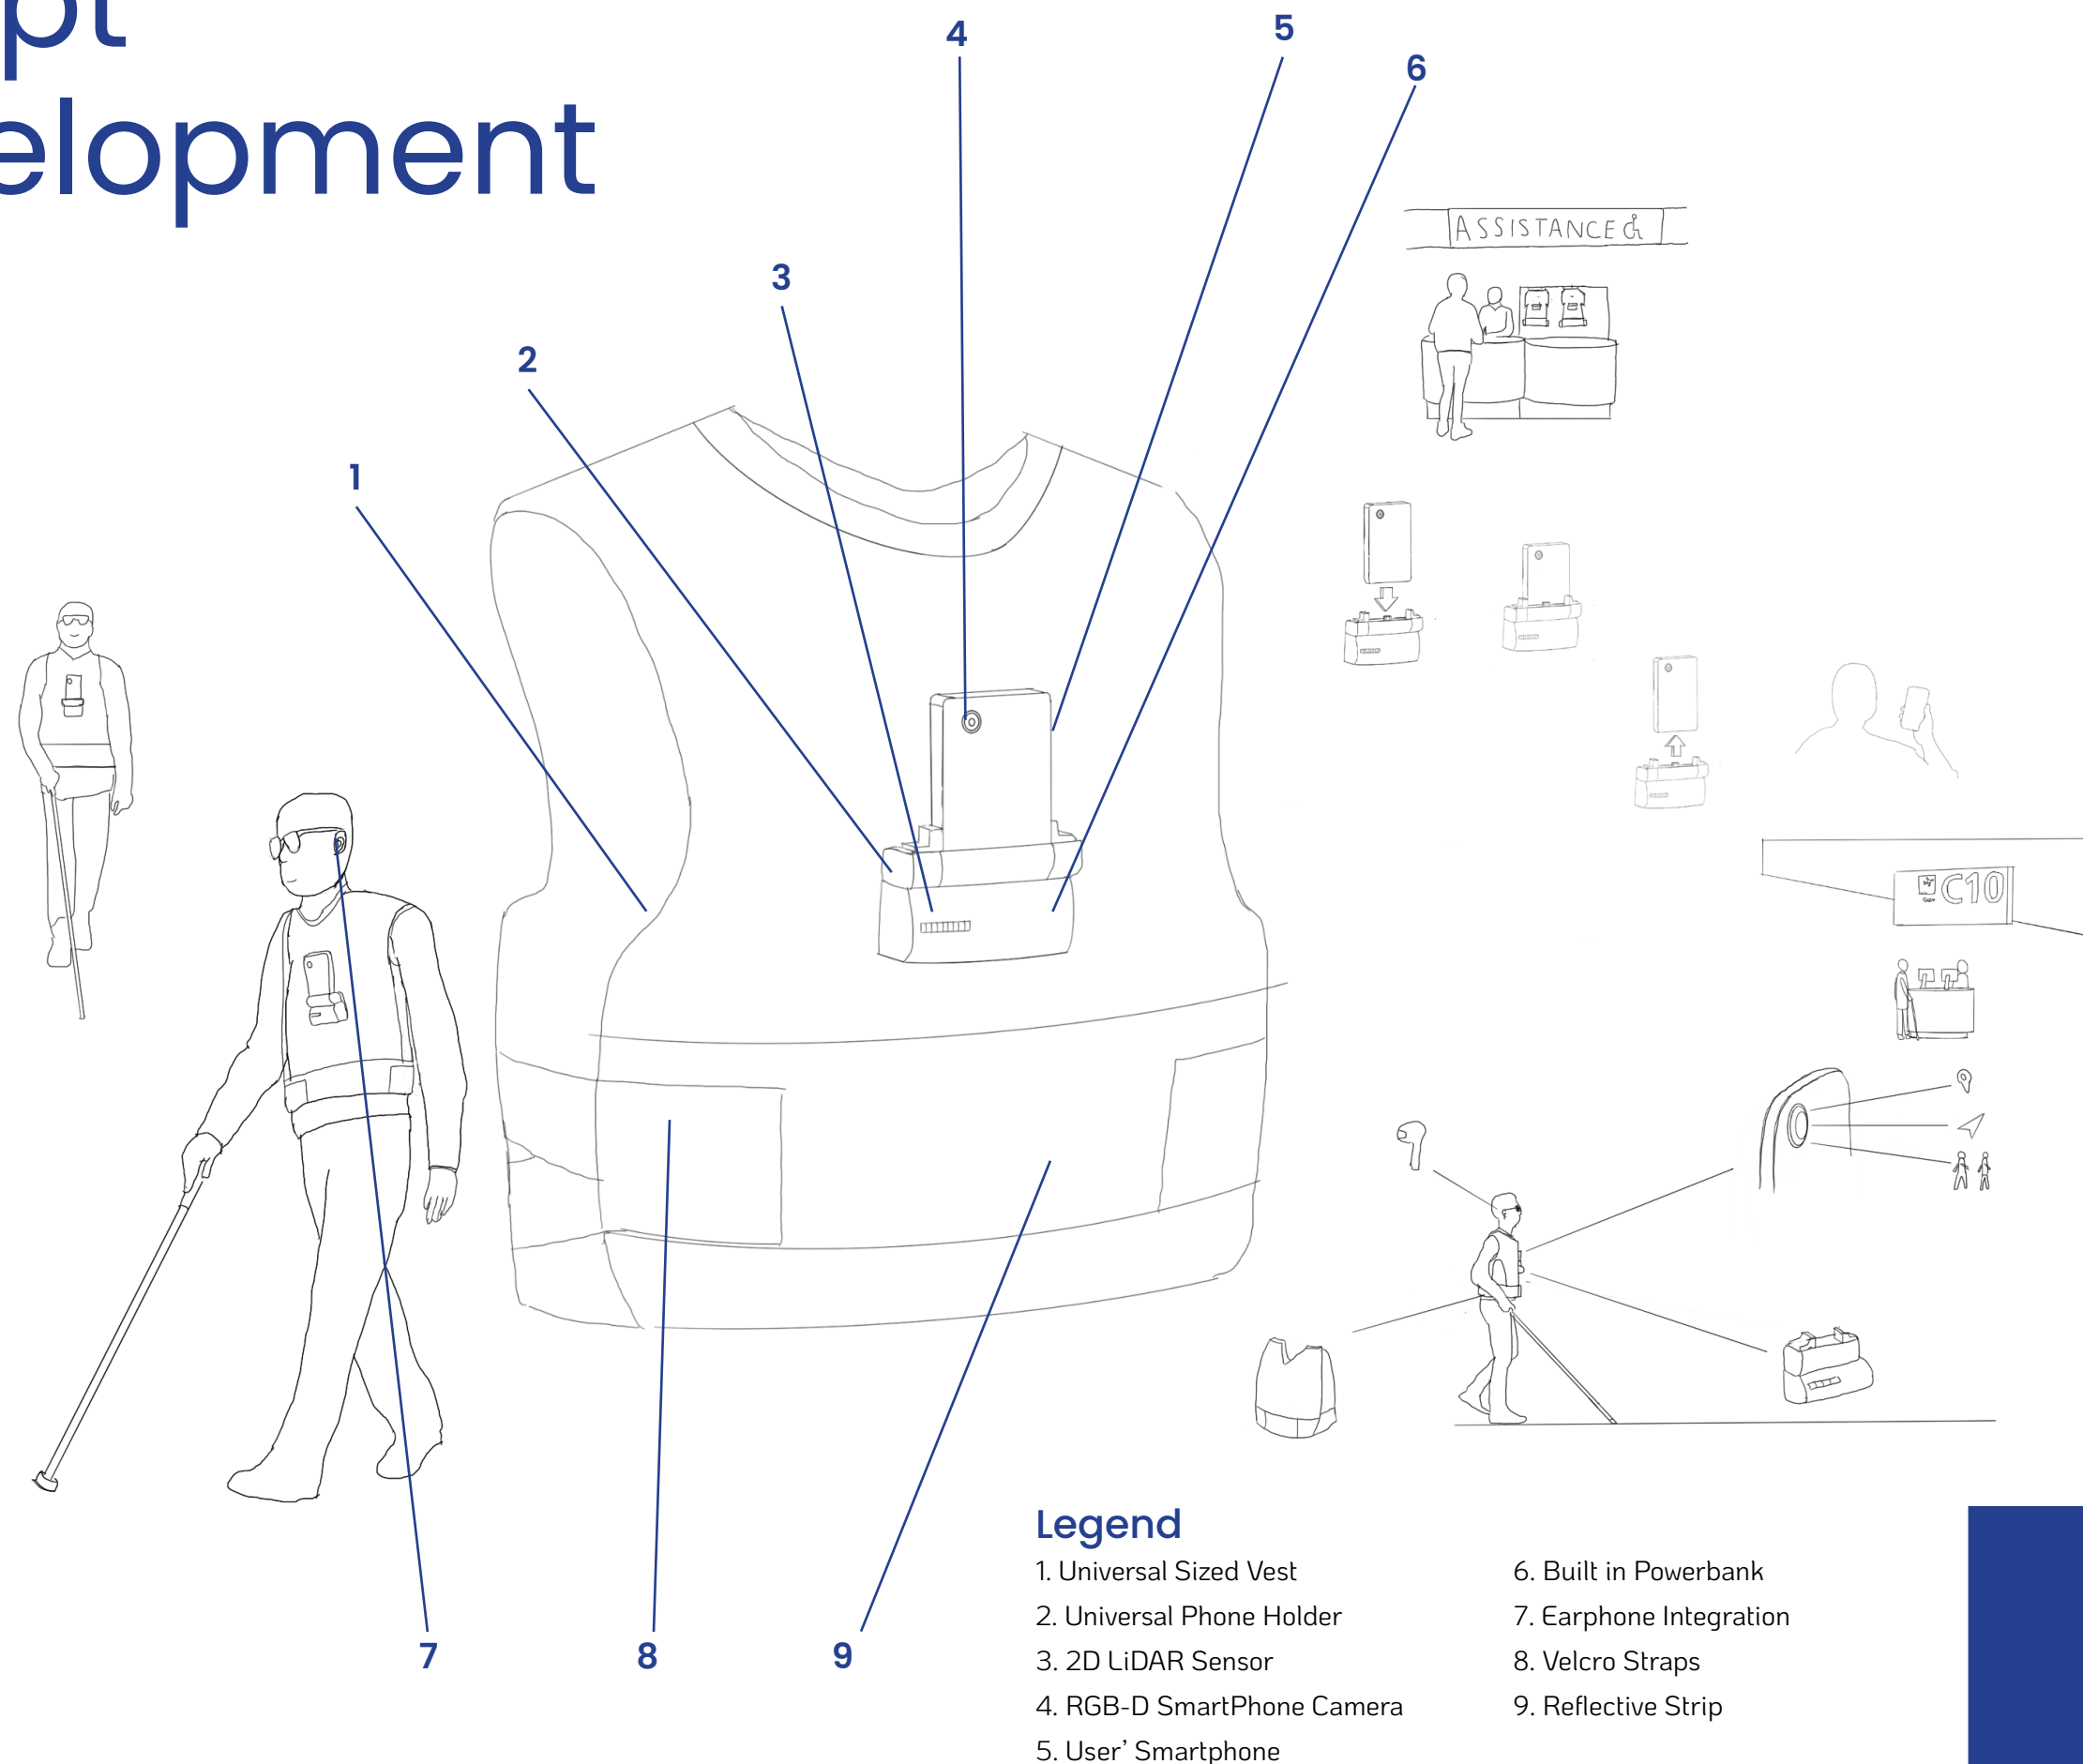 pt
elopment
4
5
6
3
2
1
ASSISTANCE
C10
Gate
7
8
9
Legend
1. Universal Sized Vest
2. Universal Phone Holder
3. 2D LiDAR Sensor
4. RGB-D SmartPhone Camera
5. User’ Smartphone
6. Built in Powerbank
7. Earphone Integration
8. Velcro Straps
9. Reflective Strip